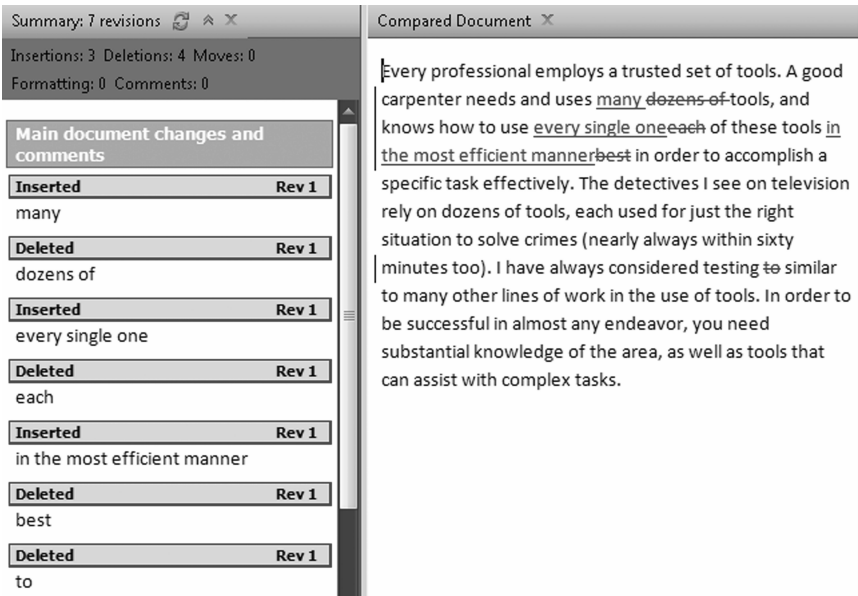 Summary: 7 revisions
Insertions: 3 Deletions: 4 Moves: 0
Formatting: 0 Comments: 0
Main document changes and
comments
Inserted Rev 1
many
Deleted Rev 1
dozens of
Inserted Rev 1
every single one
Deleted Rev 1
each
Inserted Rev 1
in the most efficient manner
Deleted Rev 1
best
Deleted Rev 1
to
Compared Document
Every professional employs a trusted set of tools. A good
carpenter needs and uses many dozens of tools, and
knows how to use every single oneeach of these tools in
the most efficient mannerbest in order to accomplish a
specific task effectively. The detectives I see on television
rely on dozens of tools, each used for just the right
situation to solve crimes (nearly always within sixty
minutes too). I have always considered testing to similar
to many other lines of work in the use of tools. In order to
be successful in almost any endeavor, you need
substantial knowledge of the area, as well as tools that
can assist with complex tasks.